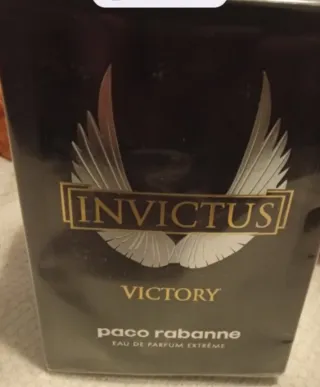 INVICTUS
VICTORY
paco rabanne
EAU DE PARFUM EXTRÊME